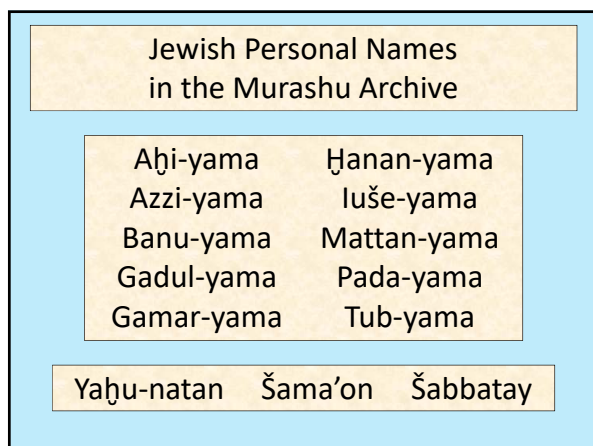 Jewish Personal Names
in the Murashu Archive
Aḫi-yama Ḫanan-yama
Azzi-yama Iuše-yama
Banu-yama Mattan-yama
Gadul-yama Pada-yama
Gamar-yama Tub-yama
Yaḫu-natan Šama’on Šabbatay